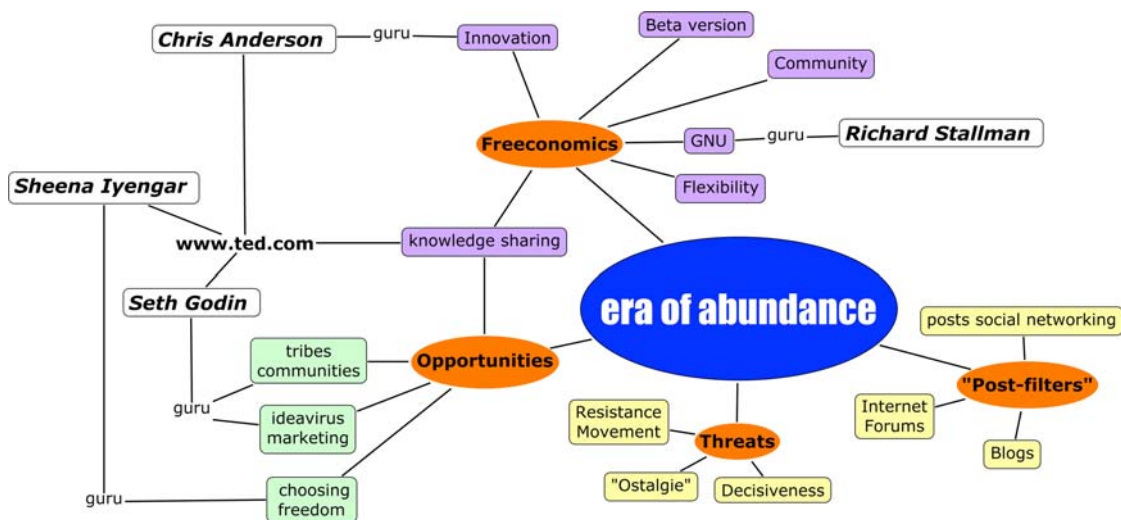 Beta version
Chris Anderson
guru
Innovation
Community
Freeconomics
GNU
guru
Richard Stallman
Sheena Iyengar
Flexibility
www.ted.com
knowledge sharing
Seth Godin
era of abundance
posts social networking
tribes
communities
Opportunities
"Post-filters"
guru
ideavirus
marketing
Resistance
Movement
Threats
Internet
Forums
Blogs
guru
choosing
freedom
"Ostalgie"
Decisiveness